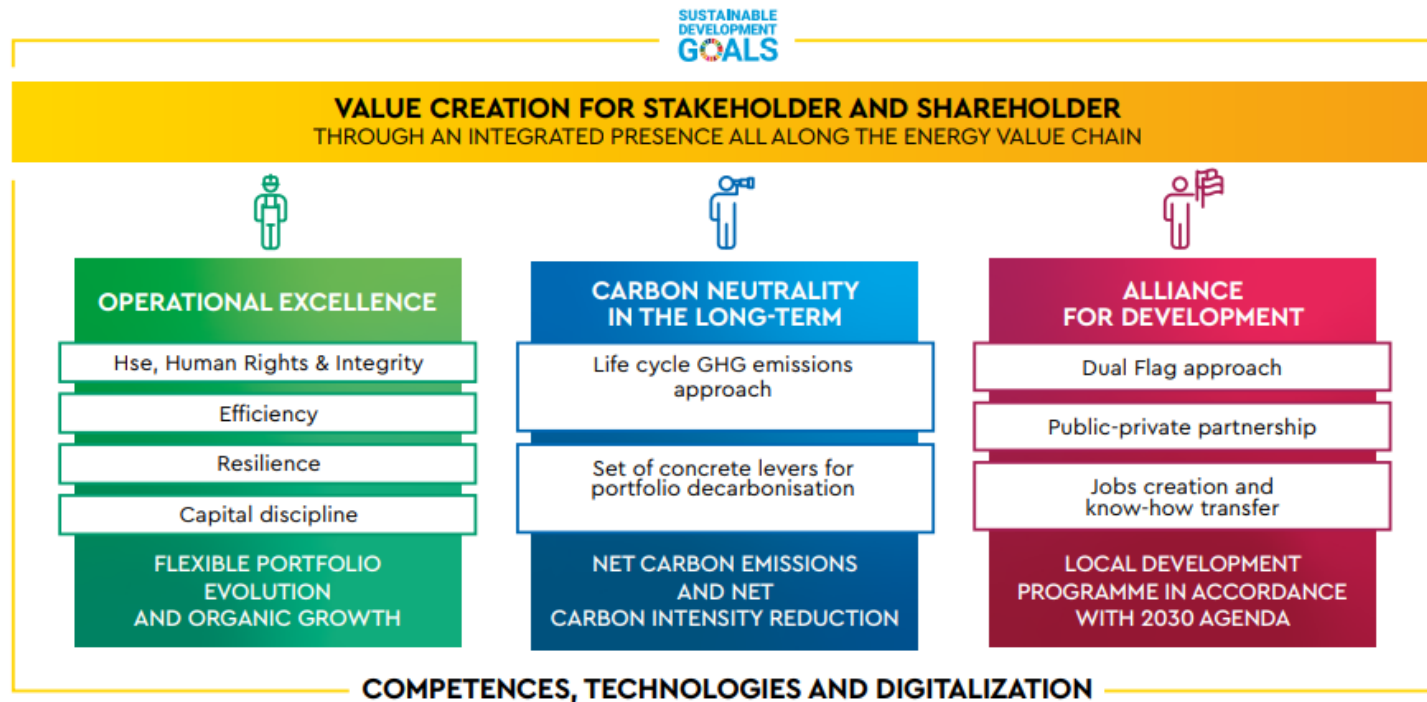 SUSTAINABLE
DEVELOPMENT
GOALS
VALUE CREATION FOR STAKEHOLDER AND SHAREHOLDER
THROUGH AN INTEGRATED PRESENCE ALL ALONG THE ENERGY VALUE CHAIN
OPERATIONAL EXCELLENCE
Hse, Human Rights & Integrity
Efficiency
Resilience
Capital discipline
FLEXIBLE PORTFOLIO
EVOLUTION
AND ORGANIC GROWTH
CARBON NEUTRALITY
IN THE LONG-TERM
Life cycle GHG emissions
approach
Set of concrete levers for
portfolio decarbonisation
NET CARBON EMISSIONS
AND NET
CARBON INTENSITY REDUCTION
ALLIANCE
FOR DEVELOPMENT
Dual Flag approach
Public-private partnership
Jobs creation and
know-how transfer
LOCAL DEVELOPMENT
PROGRAMME IN ACCORDANCE
WITH 2030 AGENDA
COMPETENCES, TECHNOLOGIES AND DIGITALIZATION